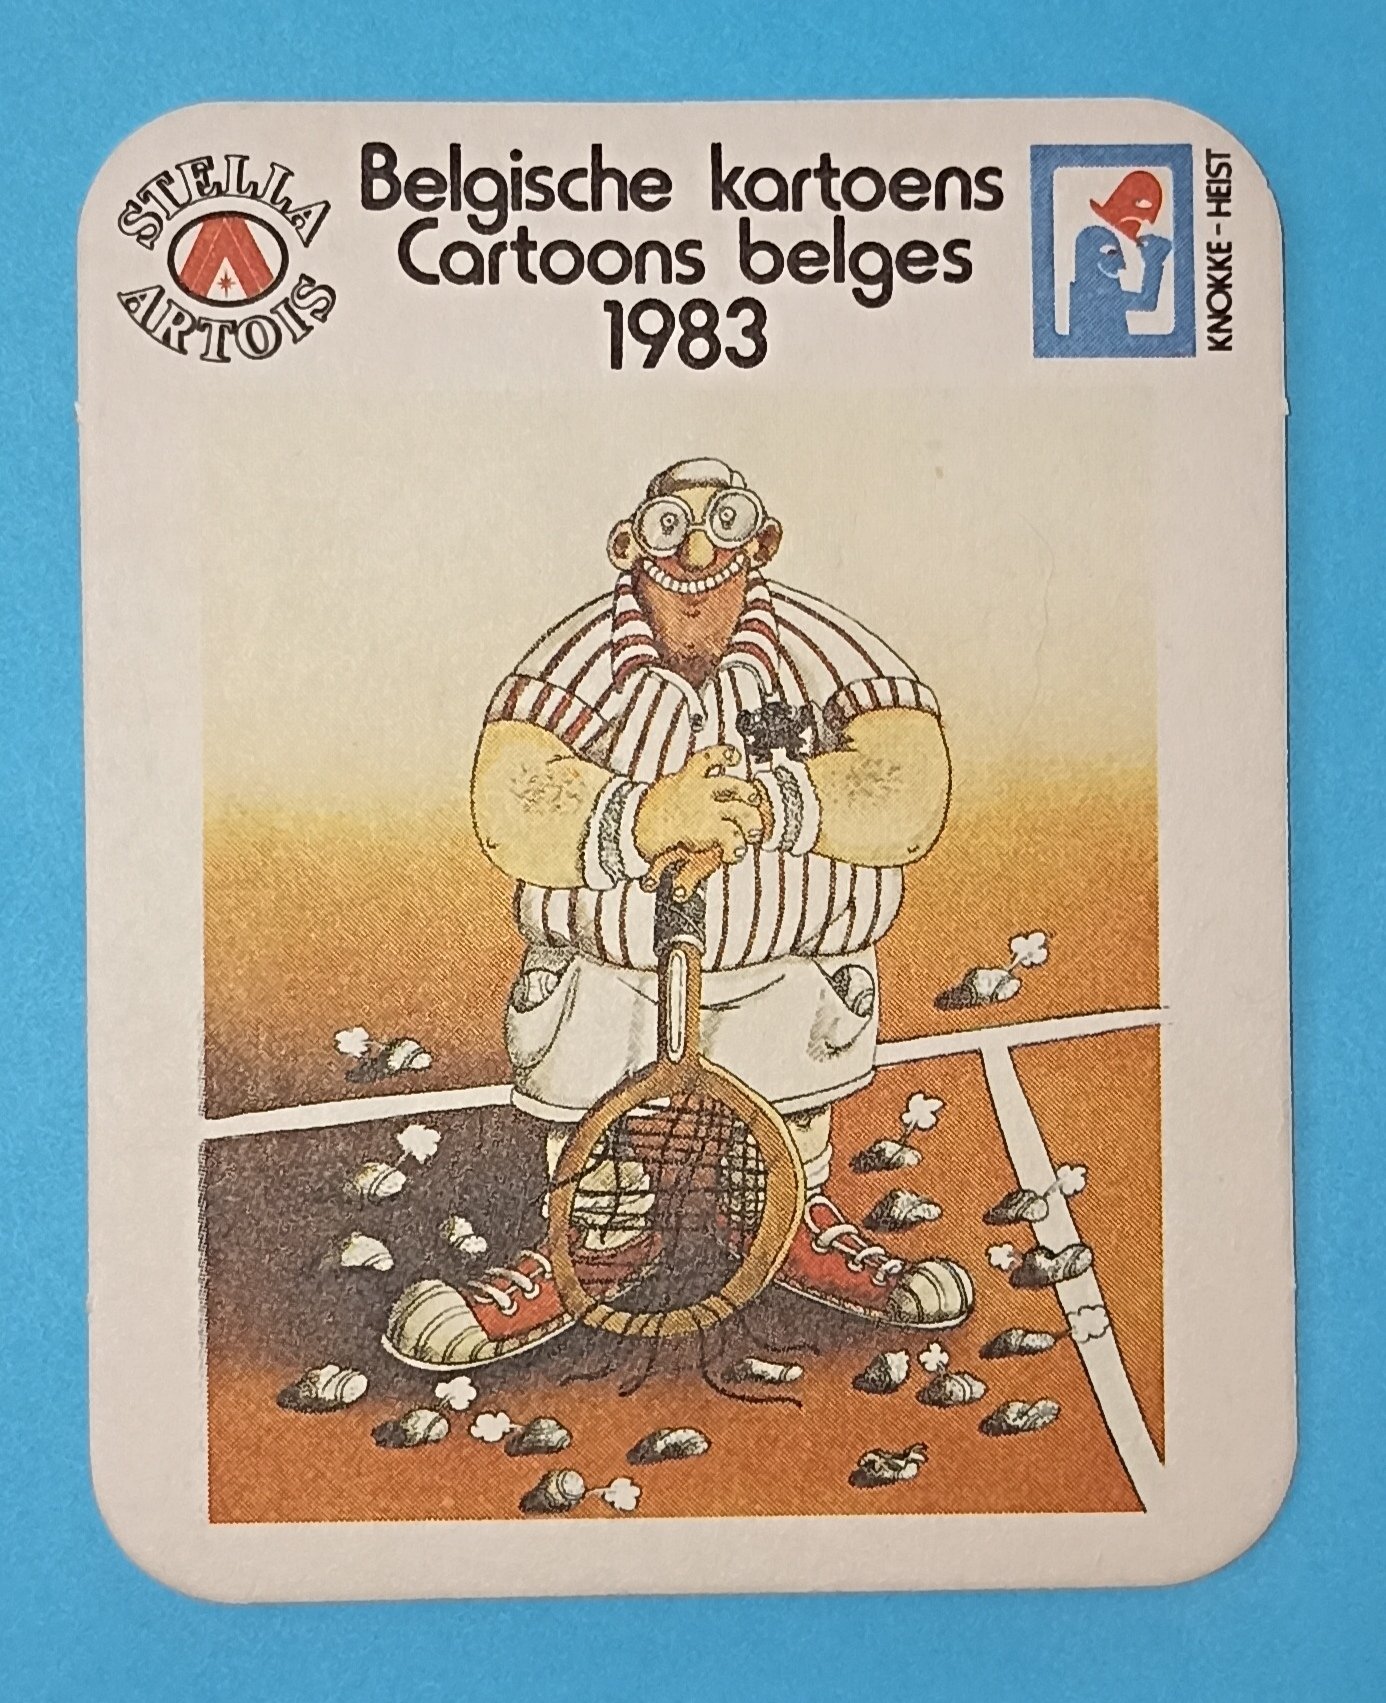 STELLA
ARTOIS
Belgische kartoens
Cartoons belges
1983
KNOKKE-HEIST